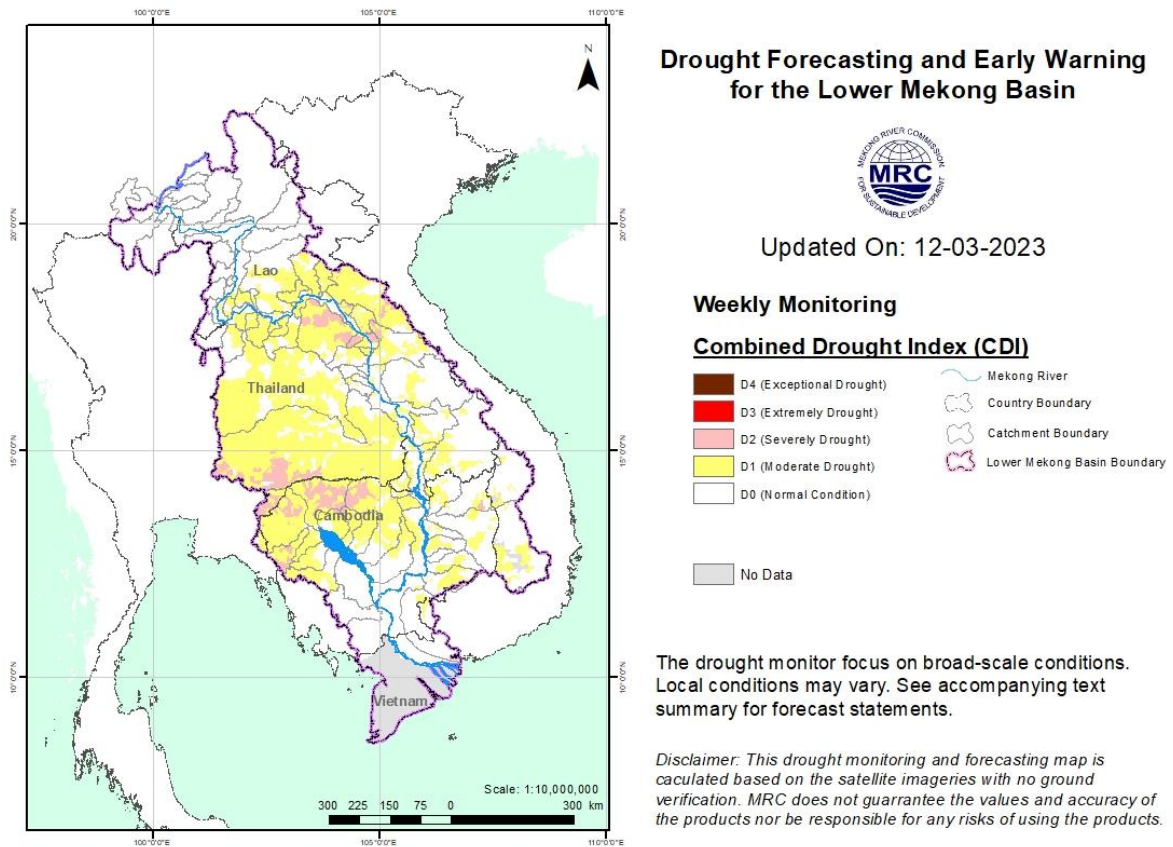 100°0'0"E 105°0'0"E 110°0'0"E
N
20°0'0"N 20°0'0"N
15°0'0"N 15°0'0"N
10°0'0"N 10°0'0"N
Lao
Thailand
Cambodia
Vietnam
Scale: 1:10,000,000
300 225 150 75 0 300 km
100°0'0"E 105°0'0"E 110°0'0"E
Drought Forecasting and Early Warning
for the Lower Mekong Basin
MEKONG RIVER COMMISSION
MRC
FOR SUSTAINABLE DEVELOPMENT
Updated On: 12-03-2023
Weekly Monitoring
Combined Drought Index (CDI)
D4 (Exceptional Drought)
D3 (Extremely Drought)
D2 (Severely Drought)
D1 (Moderate Drought)
D0 (Normal Condition)
No Data
Mekong River
Country Boundary
Catchment Boundary
Lower Mekong Basin Boundary
The drought monitor focus on broad-scale conditions.
Local conditions may vary. See accompanying text
summary for forecast statements.
Disclaimer: This drought monitoring and forecasting map is
caculated based on the satellite imageries with no ground
verification. MRC does not guarrantee the values and accuracy of
the products nor be responsible for any risks of using the products.